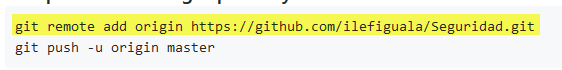 git remote add origin https://github.com/ilefiguala/Seguridad.git
git push -u origin master